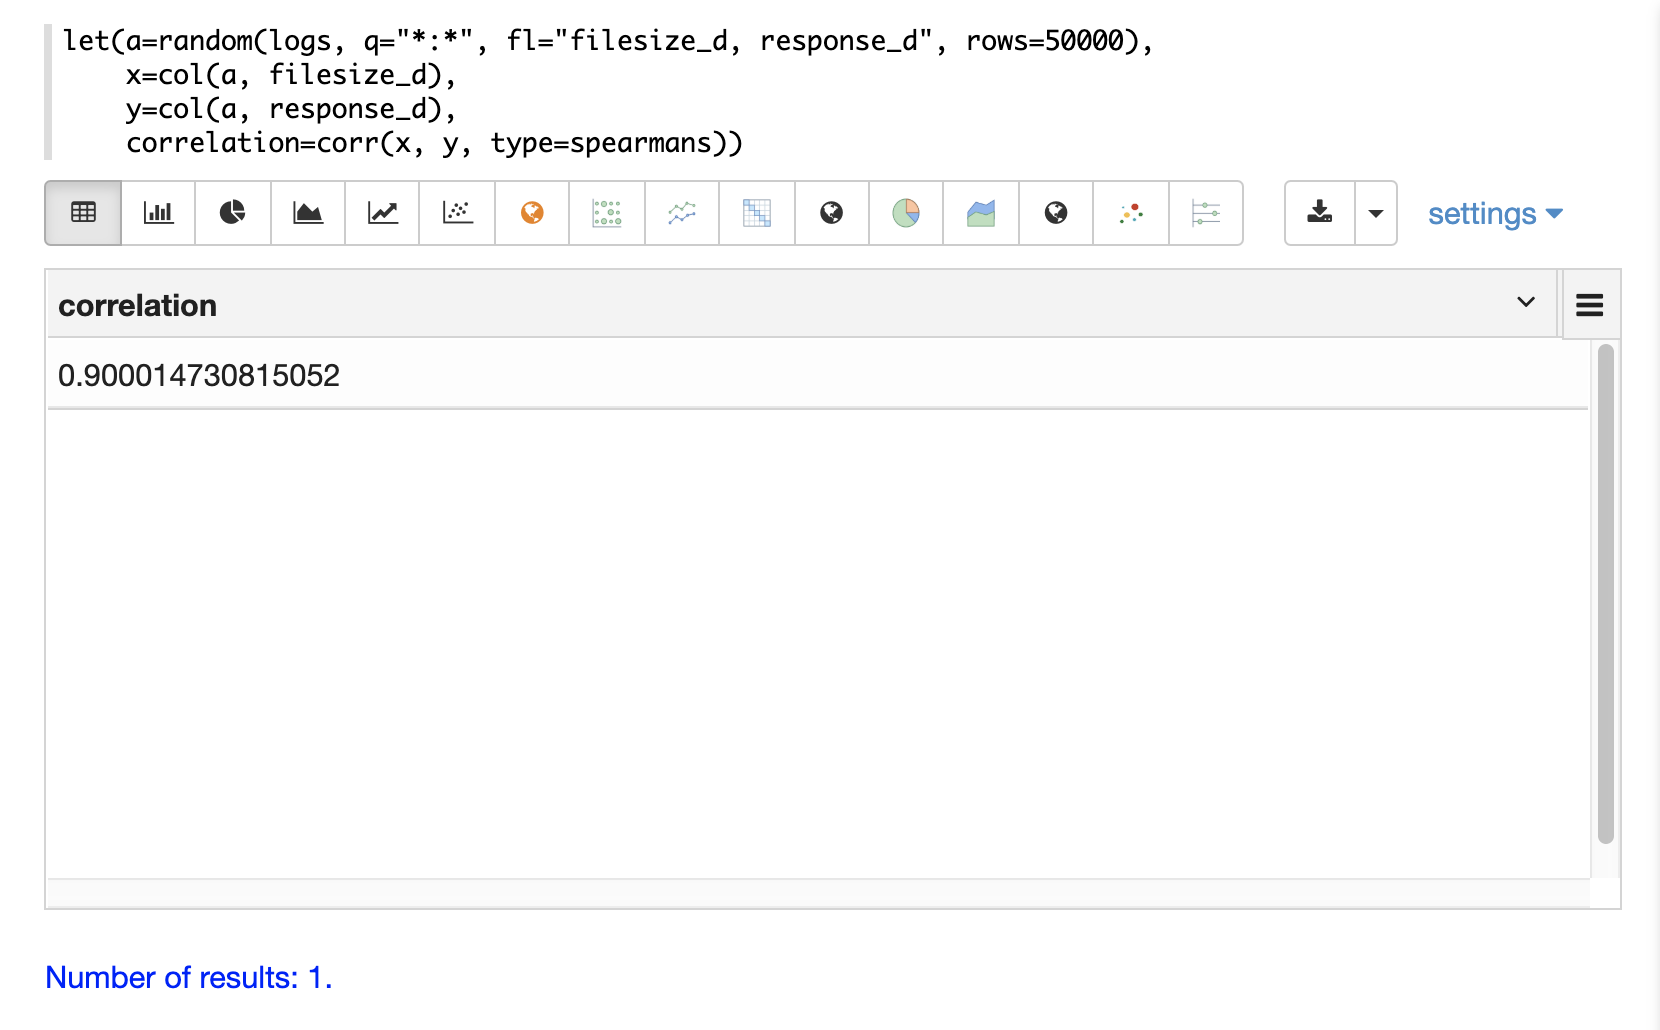 let(a=random(logs, q="*:*", fl="filesize_d, response_d", rows=50000),
x=col(a, filesize_d),
y=col(a, response_d),
correlation=corr(x, y, type=spearmans))
settings
correlation
0.900014730815052
Number of results: 1.